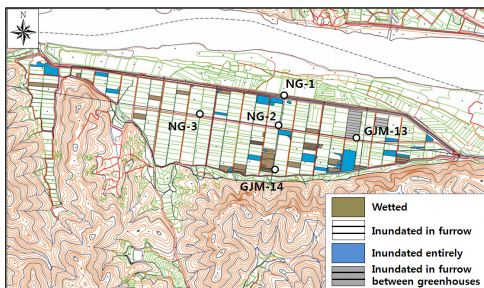 N
NG-1
NG-2
NG-3
GJM-13
GJM-14
Wetted
Inundated in furrow
Inundated entirely
Inundated in furrow
between greenhouses